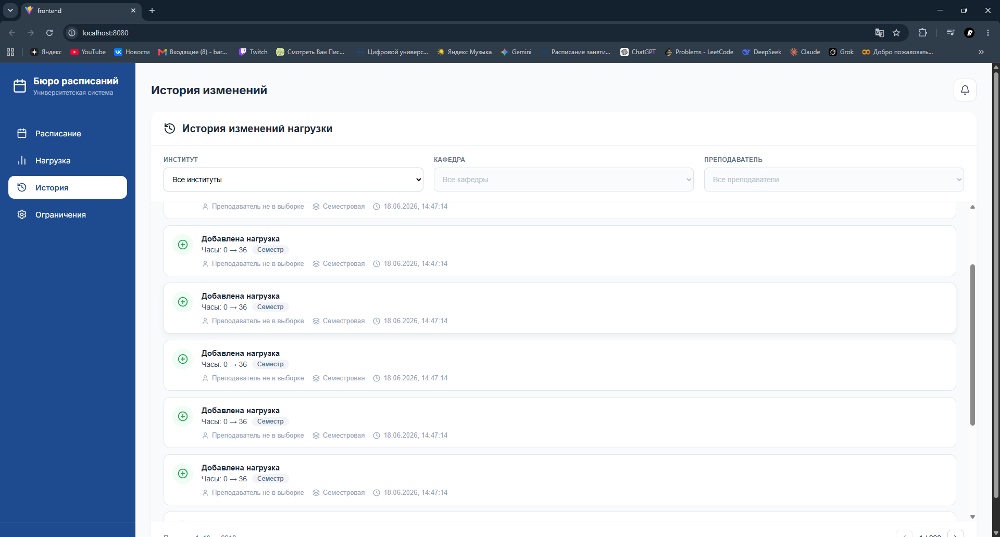 frontend
localhost:8080
Яндекс
YouTube
Новости
Входящие (8) - bar...
Twitch
Смотреть Ван Пис...
Цифровой универс...
Яндекс Музыка
Gemini
Расписание заняти...
ChatGPT
Problems - LeetCode
DeepSeek
Claude
Grok
Добро пожаловать...
Бюро расписаний
Университетская система
Расписание
Нагрузка
История
Ограничения
История изменений
История изменений нагрузки
ИНСТИТУТ
КАФЕДРА
ПРЕПОДАВАТЕЛЬ
Все институты
Все кафедры
Все преподаватели
Преподаватель не в выборке Семестровая 18.06.2026, 14:47:14
Добавлена нагрузка
Часы: 0 → 36 Семестр
Преподаватель не в выборке Семестровая 18.06.2026, 14:47:14
Добавлена нагрузка
Часы: 0 → 36 Семестр
Преподаватель не в выборке Семестровая 18.06.2026, 14:47:14
Добавлена нагрузка
Часы: 0 → 36 Семестр
Преподаватель не в выборке Семестровая 18.06.2026, 14:47:14
Добавлена нагрузка
Часы: 0 → 36 Семестр
Преподаватель не в выборке Семестровая 18.06.2026, 14:47:14
Добавлена нагрузка
Часы: 0 → 36 Семестр
Преподаватель не в выборке Семестровая 18.06.2026, 14:47:14